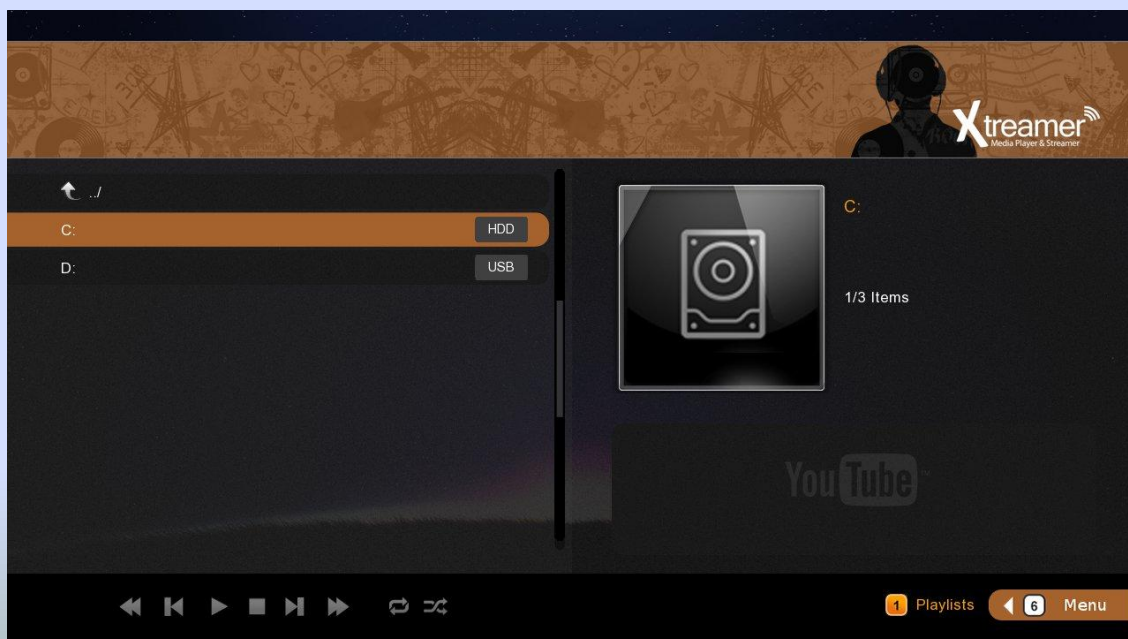 Xtreamer
Media Player & Streamer
../
C:
HDD
D:
USB
C:
1/3 Items
YouTube
1 Playlists
6 Menu